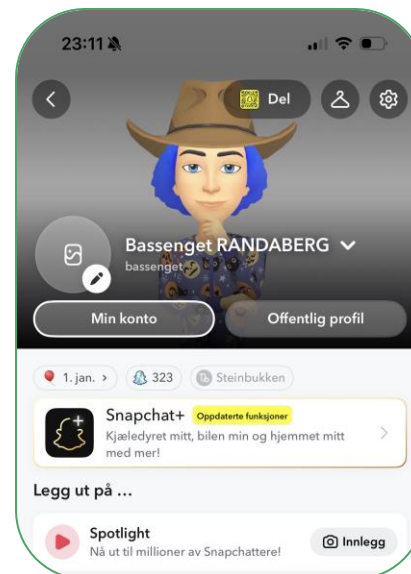 23:11
Del
Bassenget RANDABERG
bassenget
Min konto
Offentlig profil
1. jan. >
323
Steinbukken
Snapchat+ Oppdaterte funksjoner
Kjæledyret mitt, bilen min og hjemmet mitt
med mer!
Legg ut på ...
Spotlight
Nå ut til millioner av Snapchattere!
Innlegg